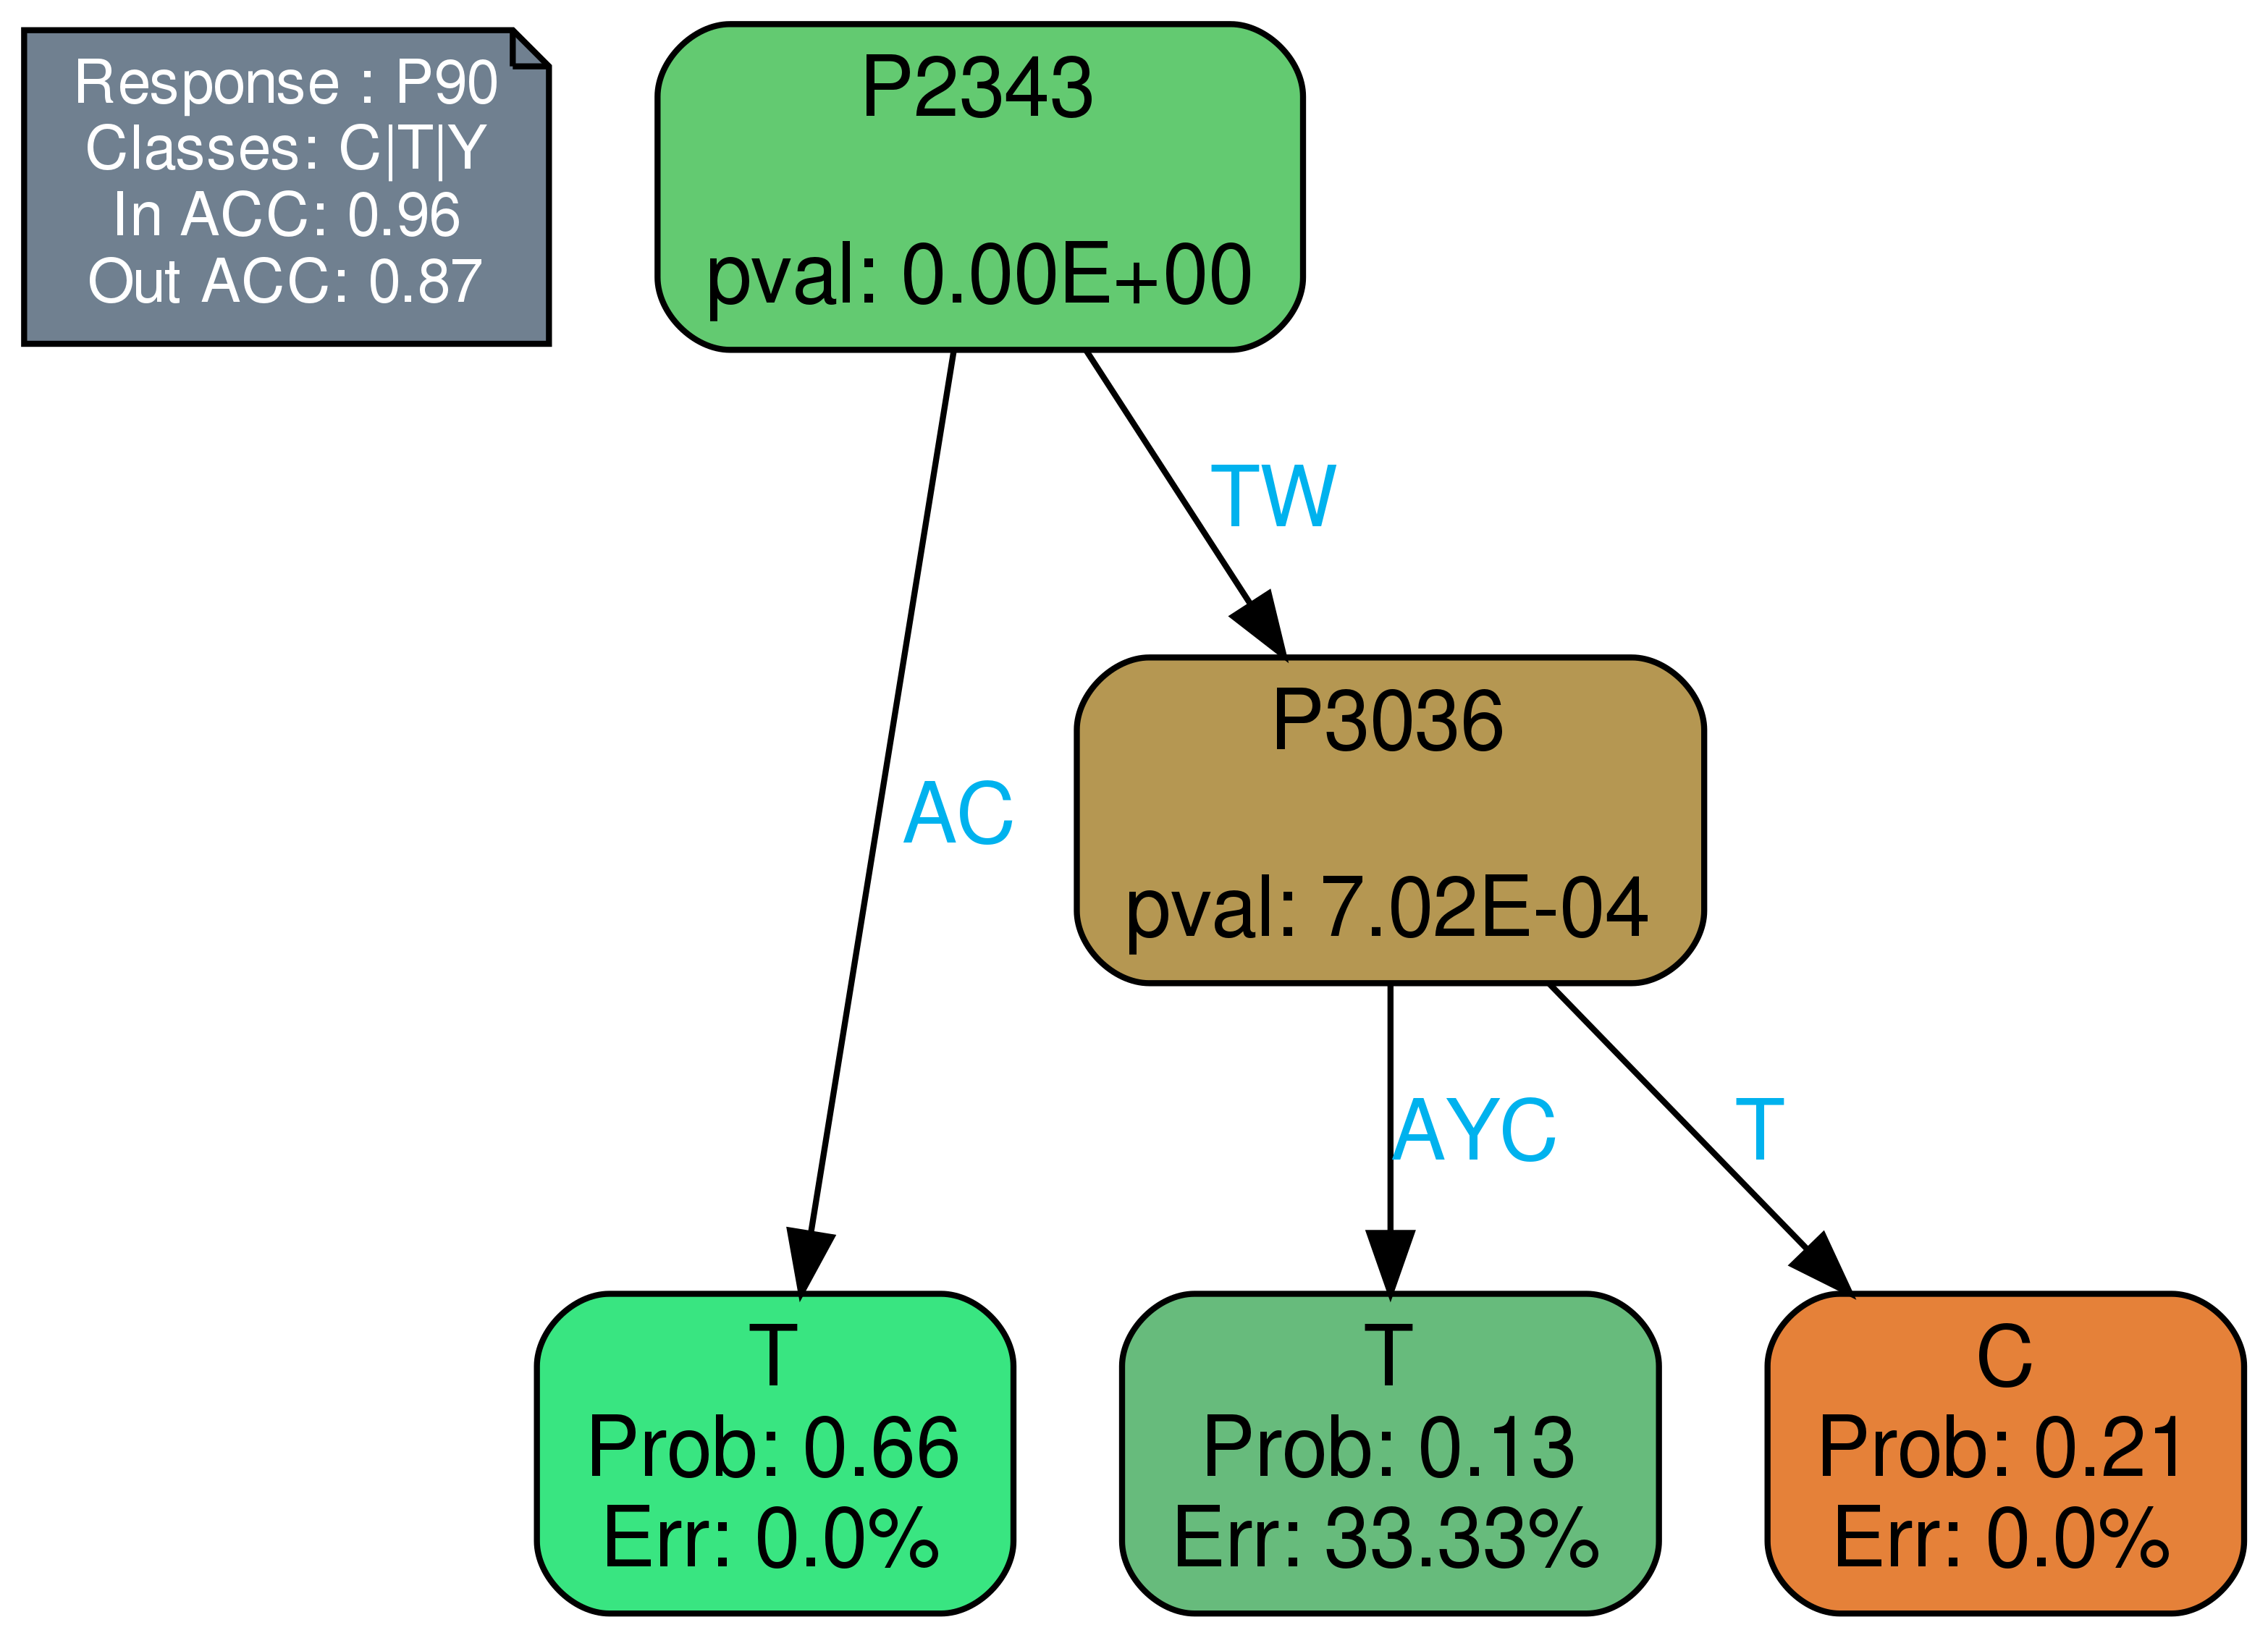 Response : P90
Classes: C|T|Y
In ACC: 0.96
Out ACC: 0.87
P2343
pval: 0.00E+00
TW
AC
P3036
pval: 7.02E-04
AYC
T
T
Prob: 0.66
Err: 0.0%
T
Prob: 0.13
Err: 33.33%
C
Prob: 0.21
Err: 0.0%